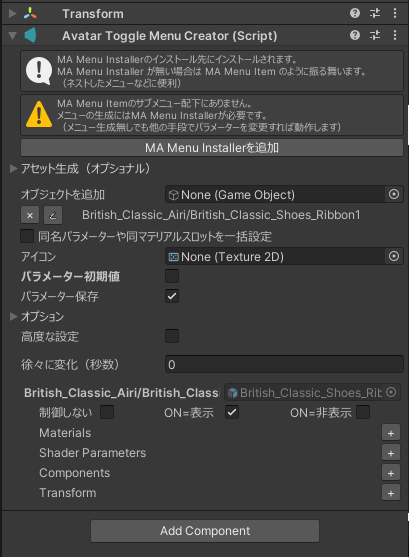 Transform
Avatar Toggle Menu Creator (Script)
MA Menu Installerのインストール先にインストールされます。
MA Menu Installer が無い場合は MA Menu Item のように振る舞います。
（ネストしたメニューなどに便利）
MA Menu Itemのサブメニュー配下にありません。
メニューの生成にはMA Menu Installerが必要です。
（メニュー生成無しでも他の手段でパラメーターを変更すれば動作します）
MA Menu Installerを追加
アセット生成（オプショナル）
オブジェクトを追加 None (Game Object)
× British_Classic_Airi/British_Classic_Shoes_Ribbon1
同名パラメーターや同マテリアルスロットを一括設定
アイコン None (Texture 2D)
パラメーター初期値
パラメーター保存
オプション
高度な設定
徐々に変化（秒数） 0
British_Classic_Airi/British_Class British_Classic_Shoes_Rib
制御しない ON=表示 ON=非表示
Materials +
Shader Parameters +
Components +
Transform +
Add Component